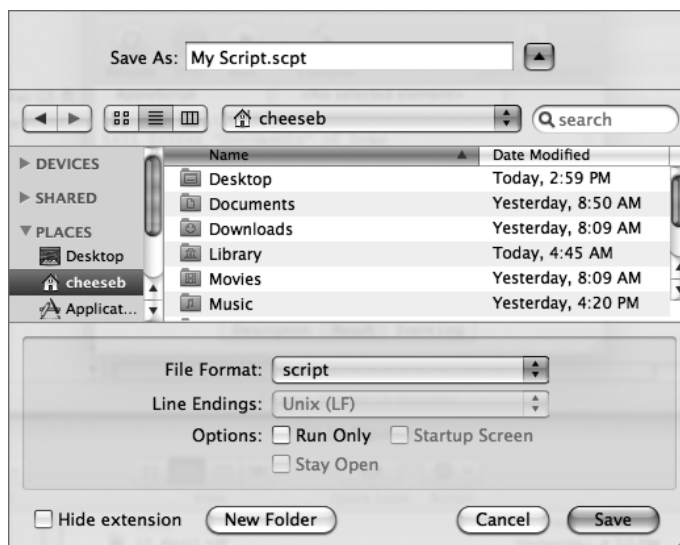 Save As: My Script.scpt
cheeseb
search
DEVICES
SHARED
PLACES
Desktop
cheeseb
Applicat...
Name Date Modified
Desktop Today, 2:59 PM
Documents Yesterday, 8:50 AM
Downloads Yesterday, 8:09 AM
Library Today, 4:45 AM
Movies Yesterday, 8:09 AM
Music Yesterday, 4:20 PM
File Format: script
Line Endings: Unix (LF)
Options: Run Only Startup Screen
Stay Open
Hide extension New Folder Cancel Save